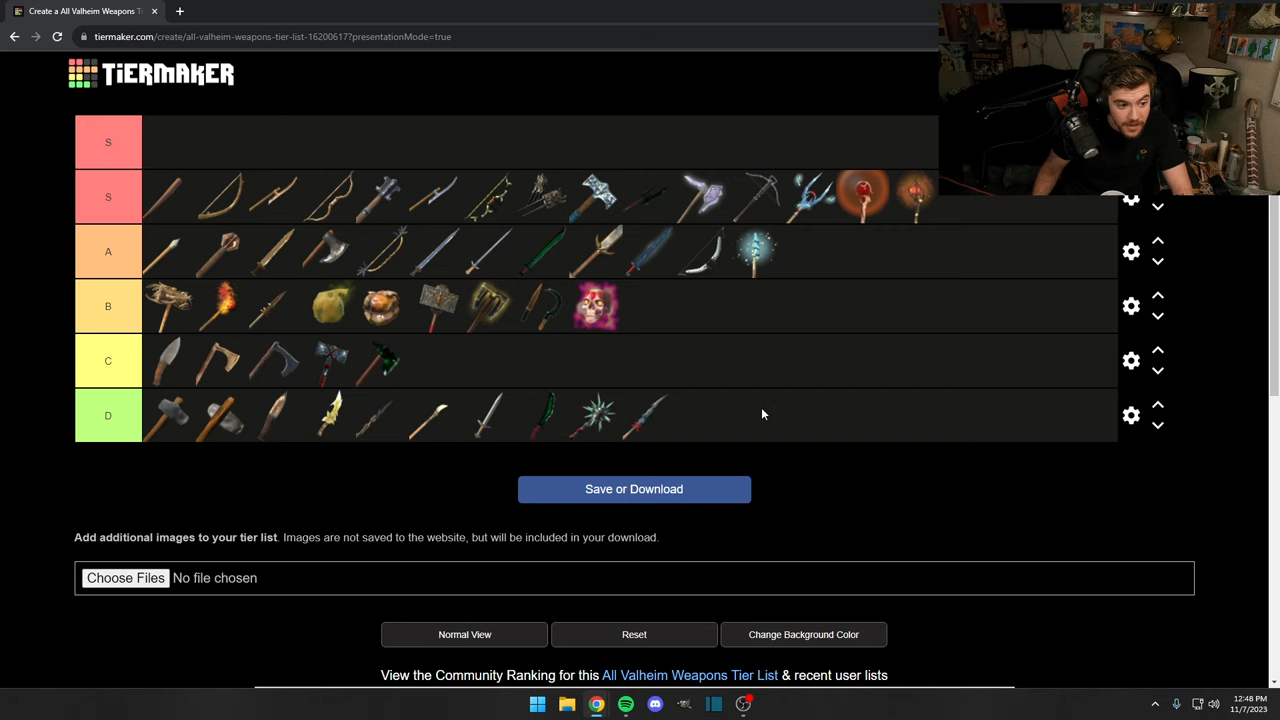 Create a All Valheim Weapons Ti
tiermaker.com/create/all-valheim-weapons-tier-list-16200617?presentationMode=true
TiERMAKER
S
S
A
B
C
D
Save or Download
Add additional images to your tier list. Images are not saved to the website, but will be included in your download.
Choose Files No file chosen
Normal View
Reset
Change Background Color
View the Community Ranking for this All Valheim Weapons Tier List & recent user lists
12:48 PM
11/7/2023